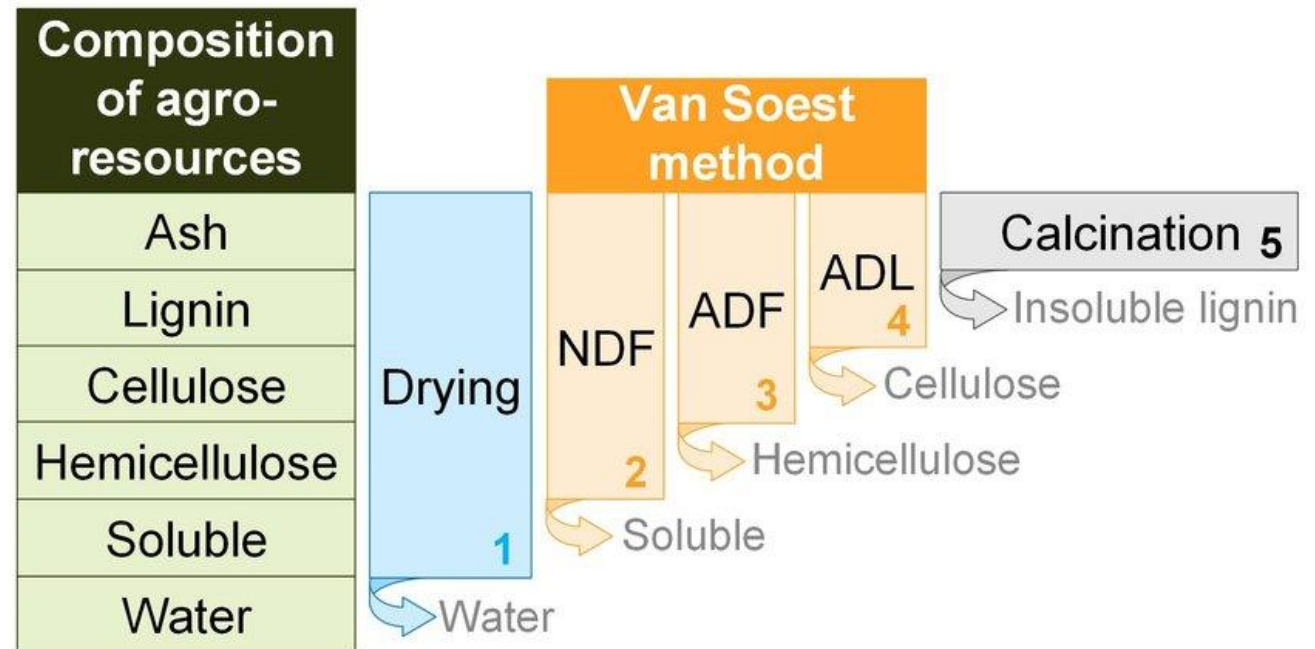 Composition
of agro-
resources
Ash
Lignin
Cellulose
Hemicellulose
Soluble
Water
Drying
1
Water
Van Soest
method
NDF
2
Soluble
ADF
3
Hemicellulose
ADL
4
Cellulose
Calcination 5
Insoluble lignin